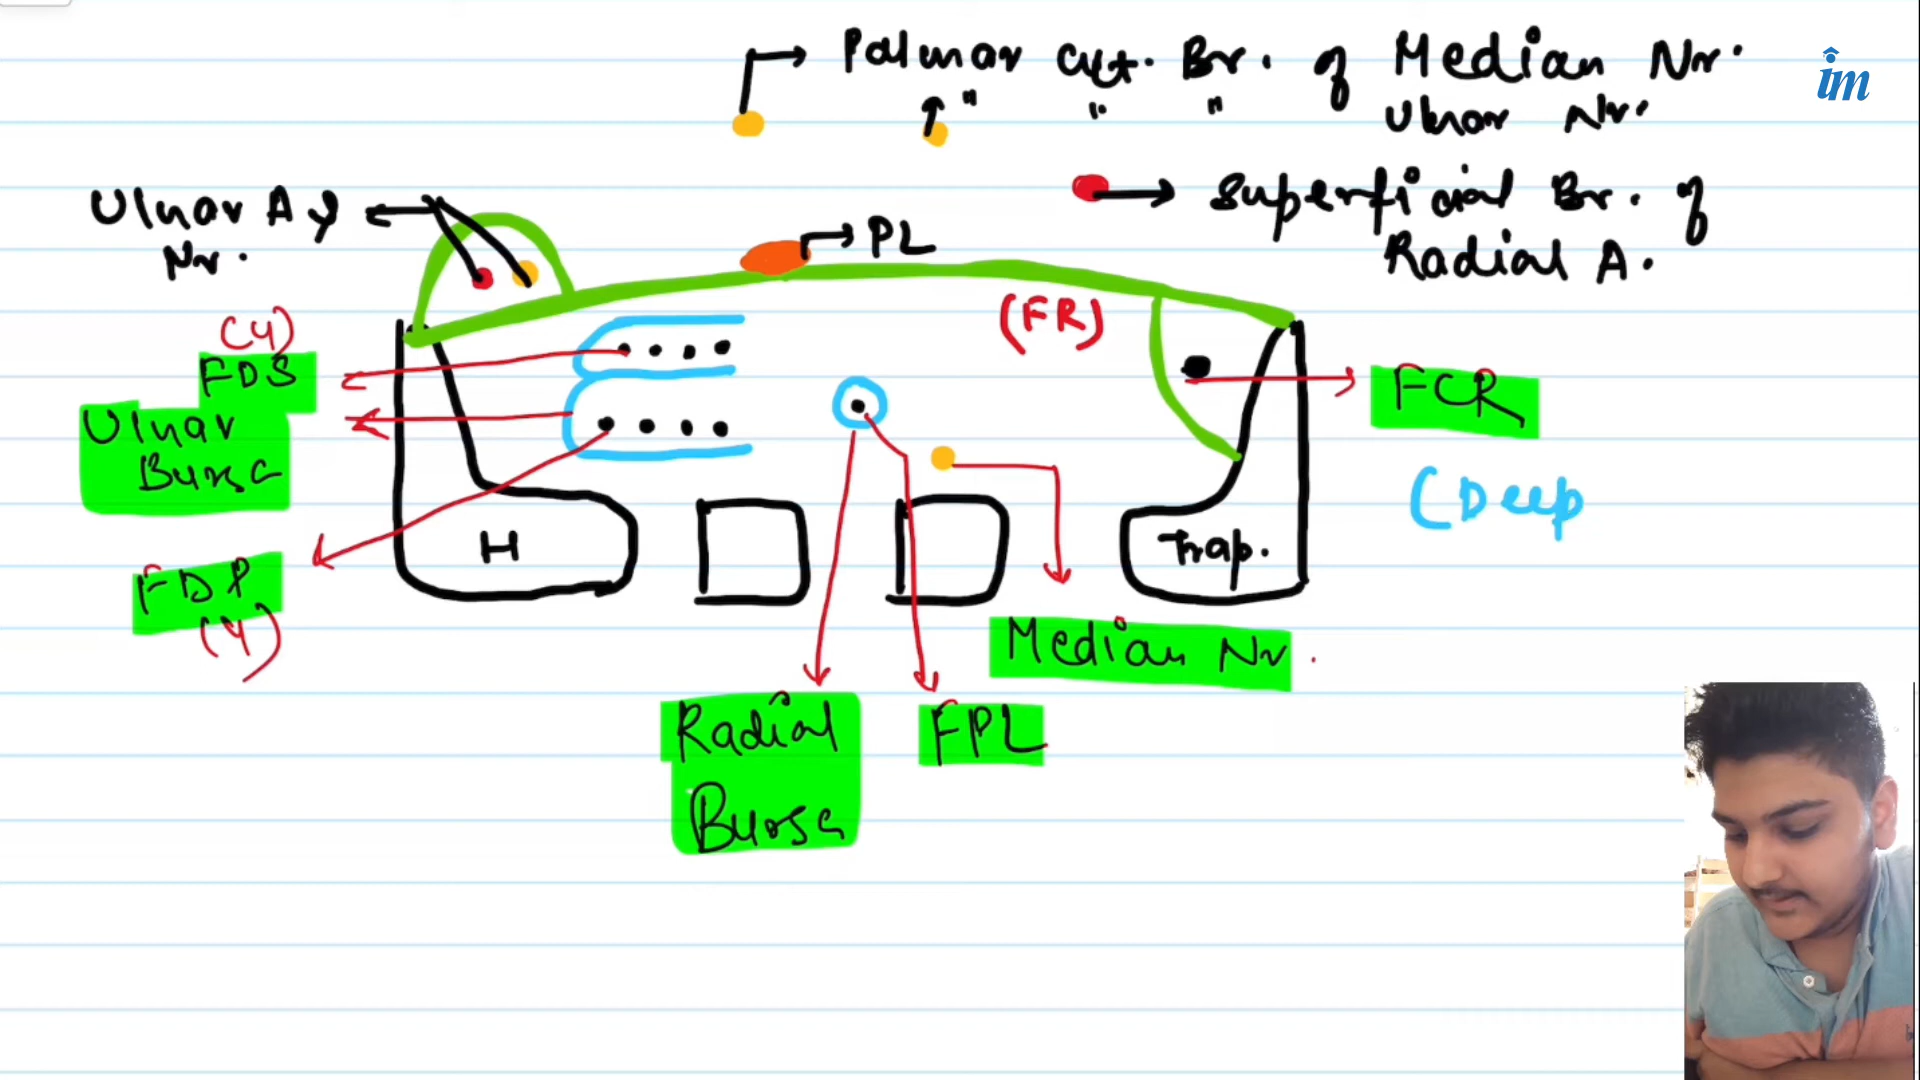 Palmar Cut. Br. of Median Nr.
" " " Ulnar Nr.
im
Superficial Br. of
Radial A.
Ulnar A y
Nr.
PL
(FR)
(4)
FDS
Ulnar
Bursa
FCR
(Deep
H
Trap.
FDP
(4)
Median Nr.
Radial
Bursa
FPL